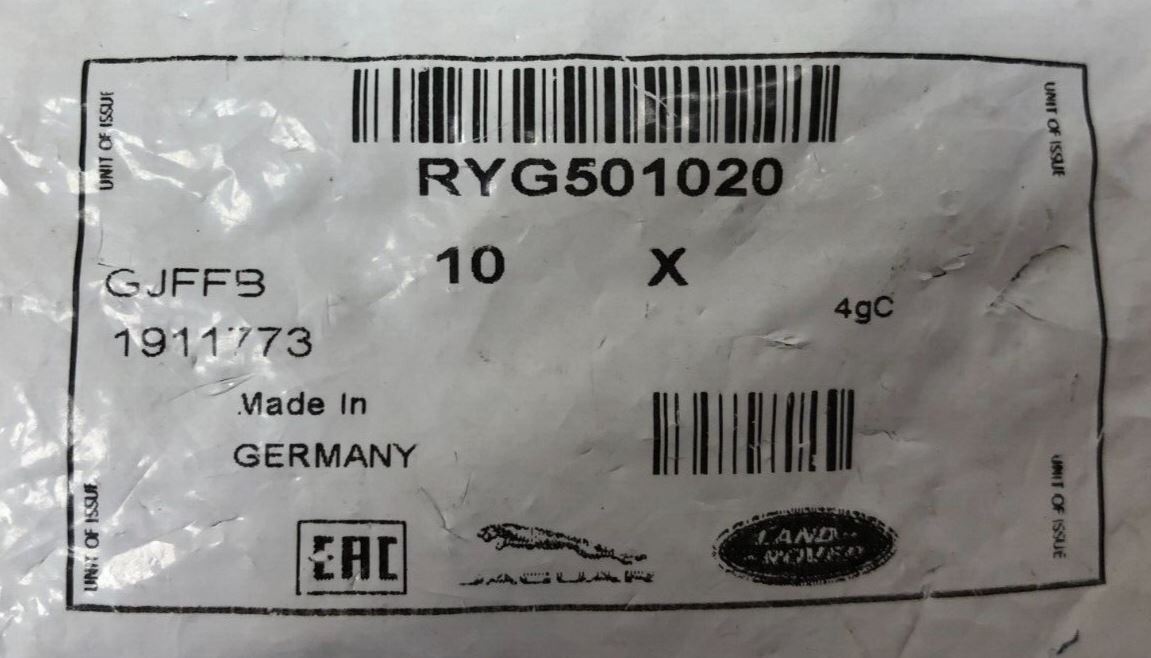 UNIT OF ISSUE
UNIT OF ISSUE
RYG501020
10 X
GJFFB
4gC
1911773
Made In
GERMANY
UNIT OF ISSUE
UNIT OF ISSUE
EAC
JAGUAR
LAND
ROVER